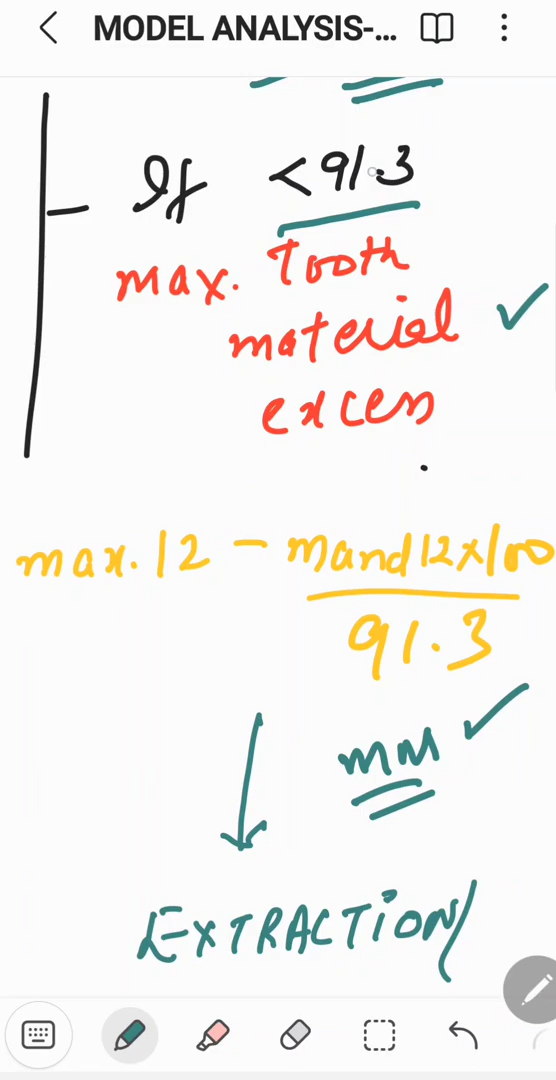 MODEL ANALYSIS-...
If <91.3
max. Tooth
material
excess
max.12 - mand12x100
91.3
mm
EXTRACTION/